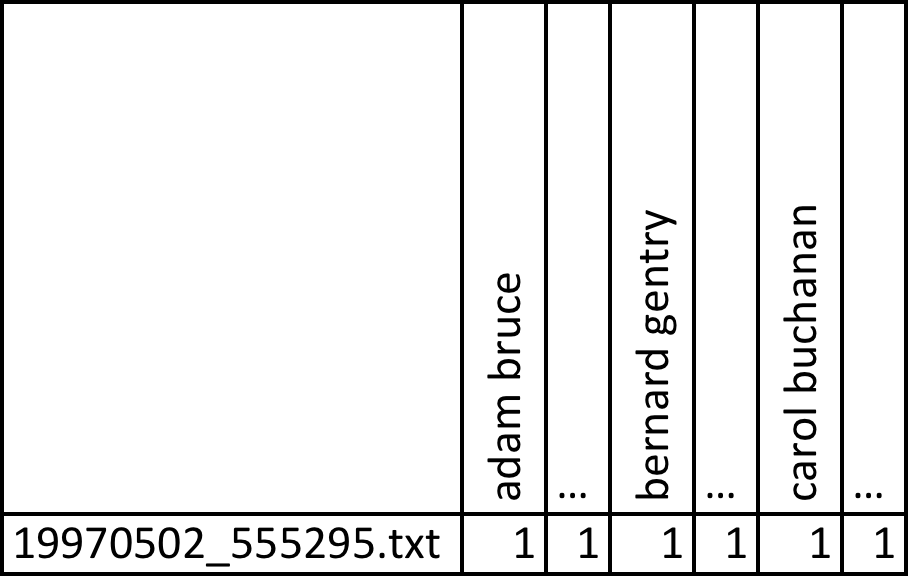 adam bruce
...
bernard gentry
...
carol buchanan
...
19970502_555295.txt 1 1 1 1 1 1